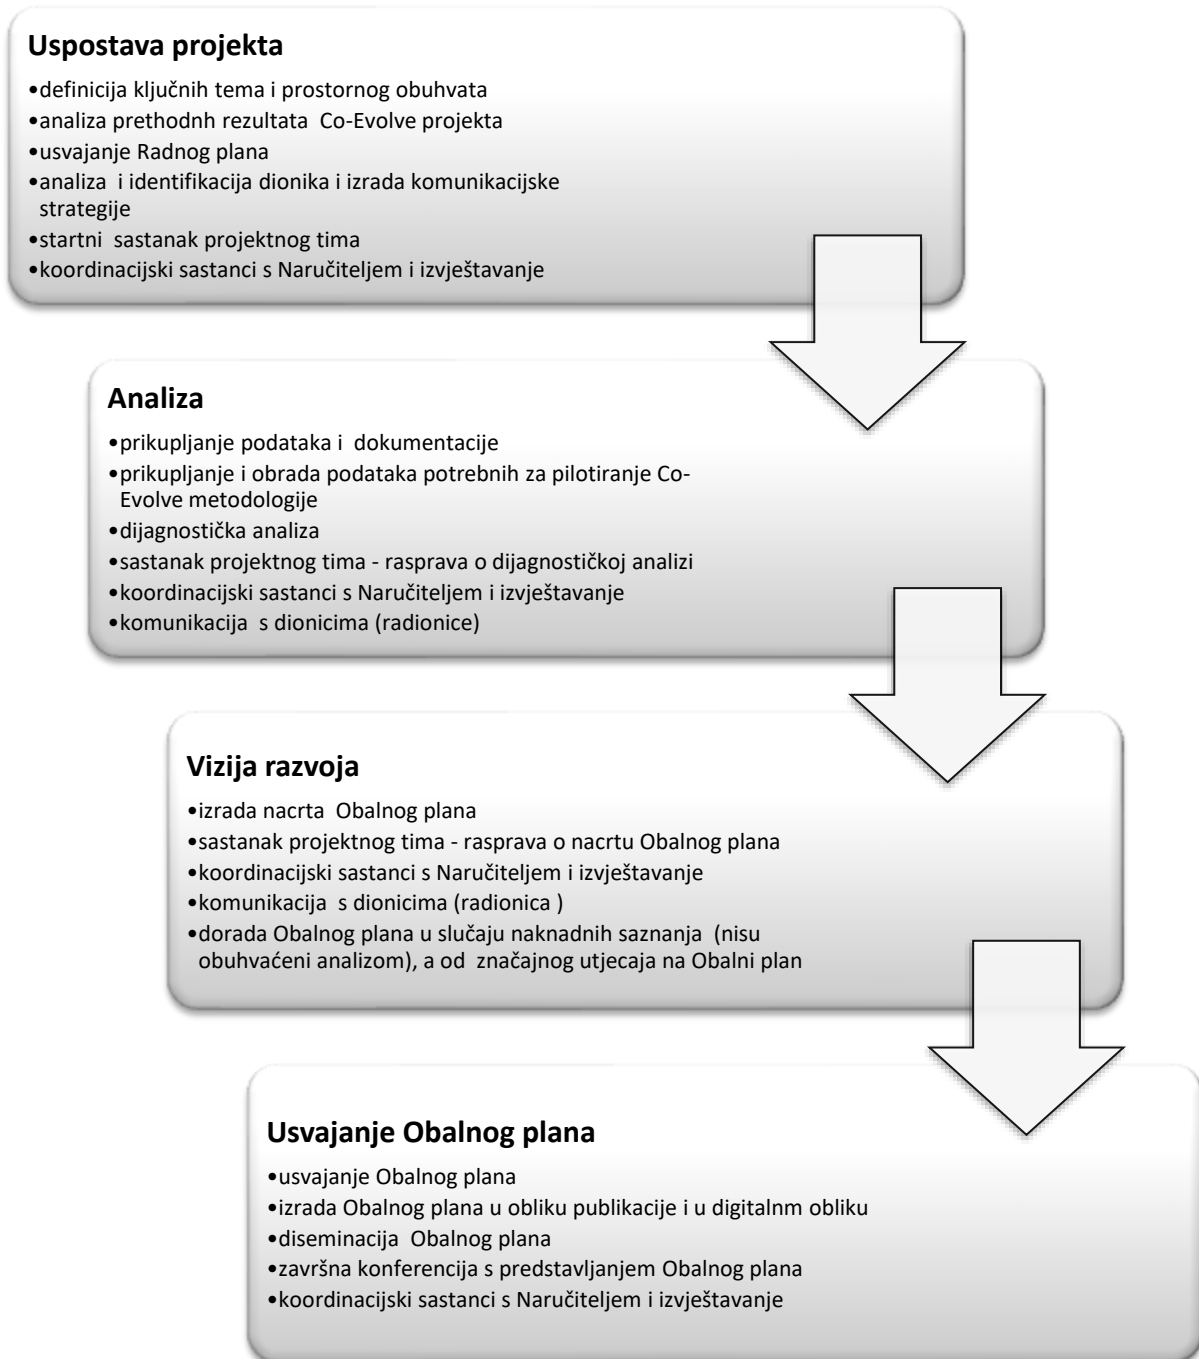 Uspostava projekta
•definicija ključnih tema i prostornog obuhvata
•analiza prethodnh rezultata Co-Evolve projekta
•usvajanje Radnog plana
•analiza i identifikacija dionika i izrada komunikacijske
strategije
•startni sastanak projektnog tima
•koordinacijski sastanci s Naručiteljem i izvještavanje
Analiza
•prikupljanje podataka i dokumentacije
•prikupljanje i obrada podataka potrebnih za pilotiranje Co-
Evolve metodologije
•dijagnostička analiza
•sastanak projektnog tima - rasprava o dijagnostičkoj analizi
•koordinacijski sastanci s Naručiteljem i izvještavanje
•komunikacija s dionicima (radionice)
Vizija razvoja
•izrada nacrta Obalnog plana
•sastanak projektnog tima - rasprava o nacrtu Obalnog plana
•koordinacijski sastanci s Naručiteljem i izvještavanje
•komunikacija s dionicima (radionica )
•dorada Obalnog plana u slučaju naknadnih saznanja (nisu
obuhvaćeni analizom), a od značajnog utjecaja na Obalni plan
Usvajanje Obalnog plana
•usvajanje Obalnog plana
•izrada Obalnog plana u obliku publikacije i u digitalnm obliku
•diseminacija Obalnog plana
•završna konferencija s predstavljanjem Obalnog plana
•koordinacijski sastanci s Naručiteljem i izvještavanje